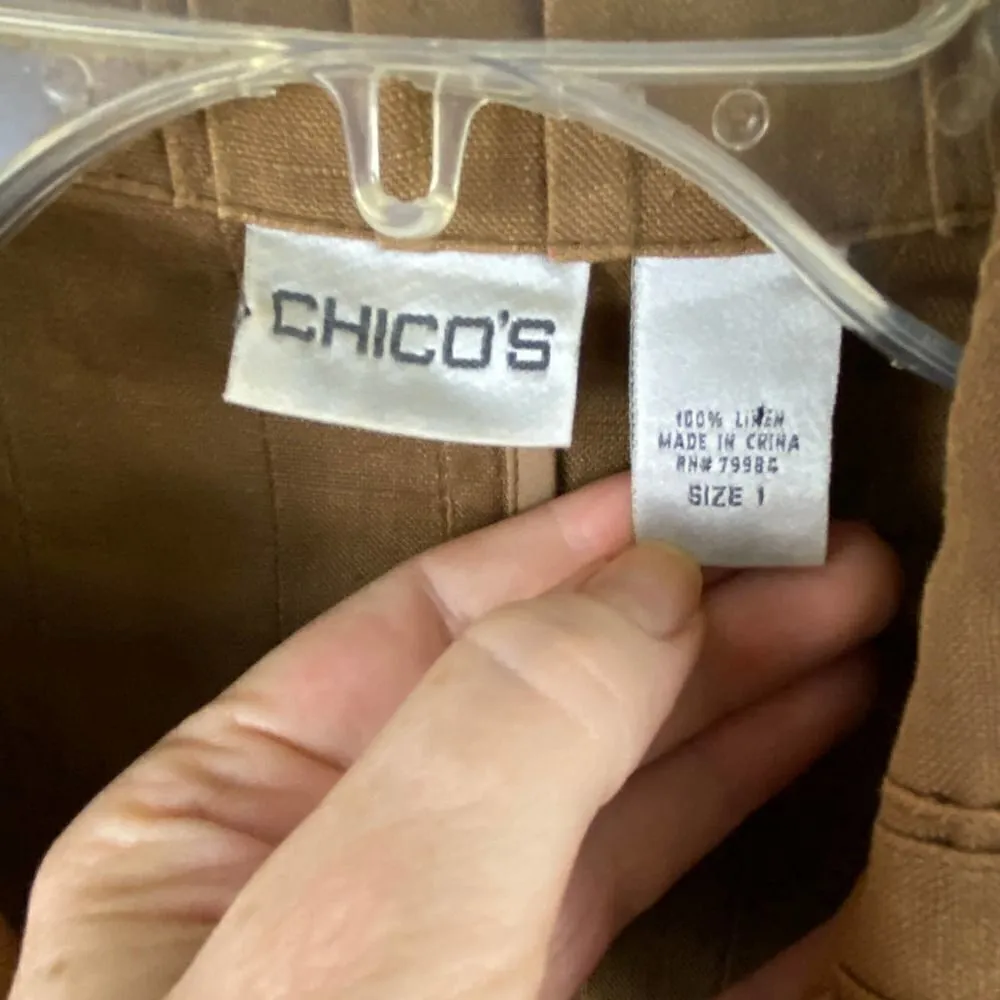 CHICO'S
100% LINEN
MADE IN CHINA
RN# 79984
SIZE 1